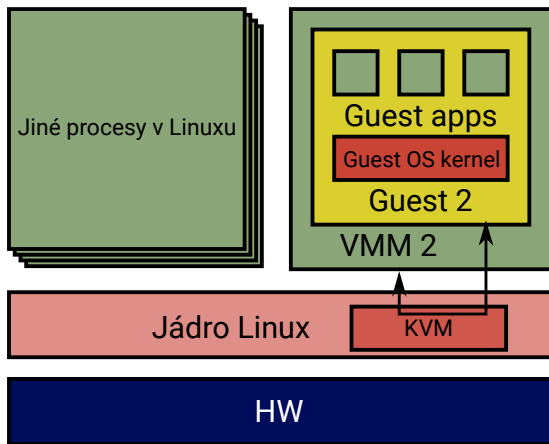 Jiné procesy v Linuxu
Guest apps
Guest OS kernel
Guest 2
VMM 2
Jádro Linux
KVM
HW